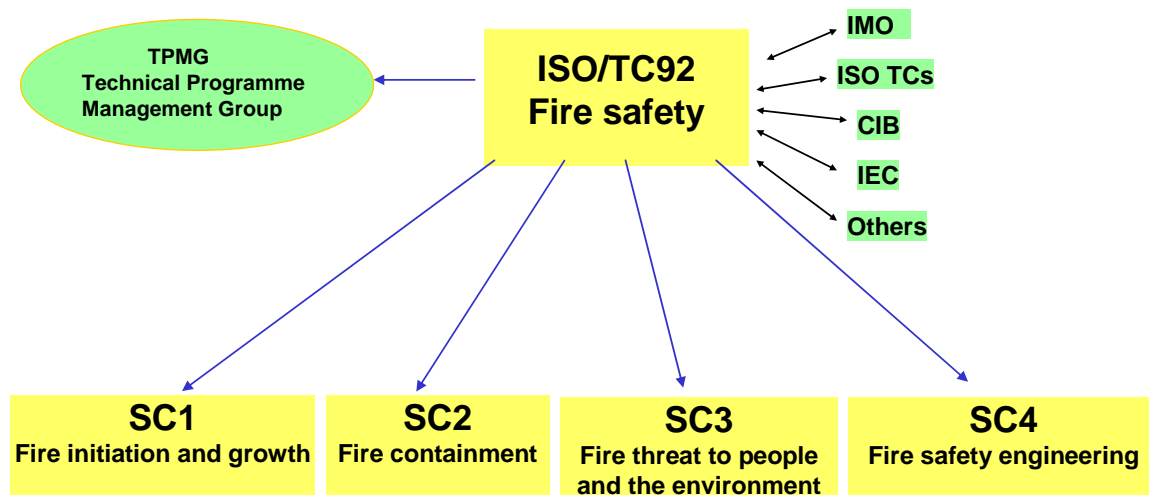 TPMG
Technical Programme
Management Group
ISO/TC92
Fire safety
IMO
ISO TCs
CIB
IEC
Others
SC1
Fire initiation and growth
SC2
Fire containment
SC3
Fire threat to people
and the environment
SC4
Fire safety engineering